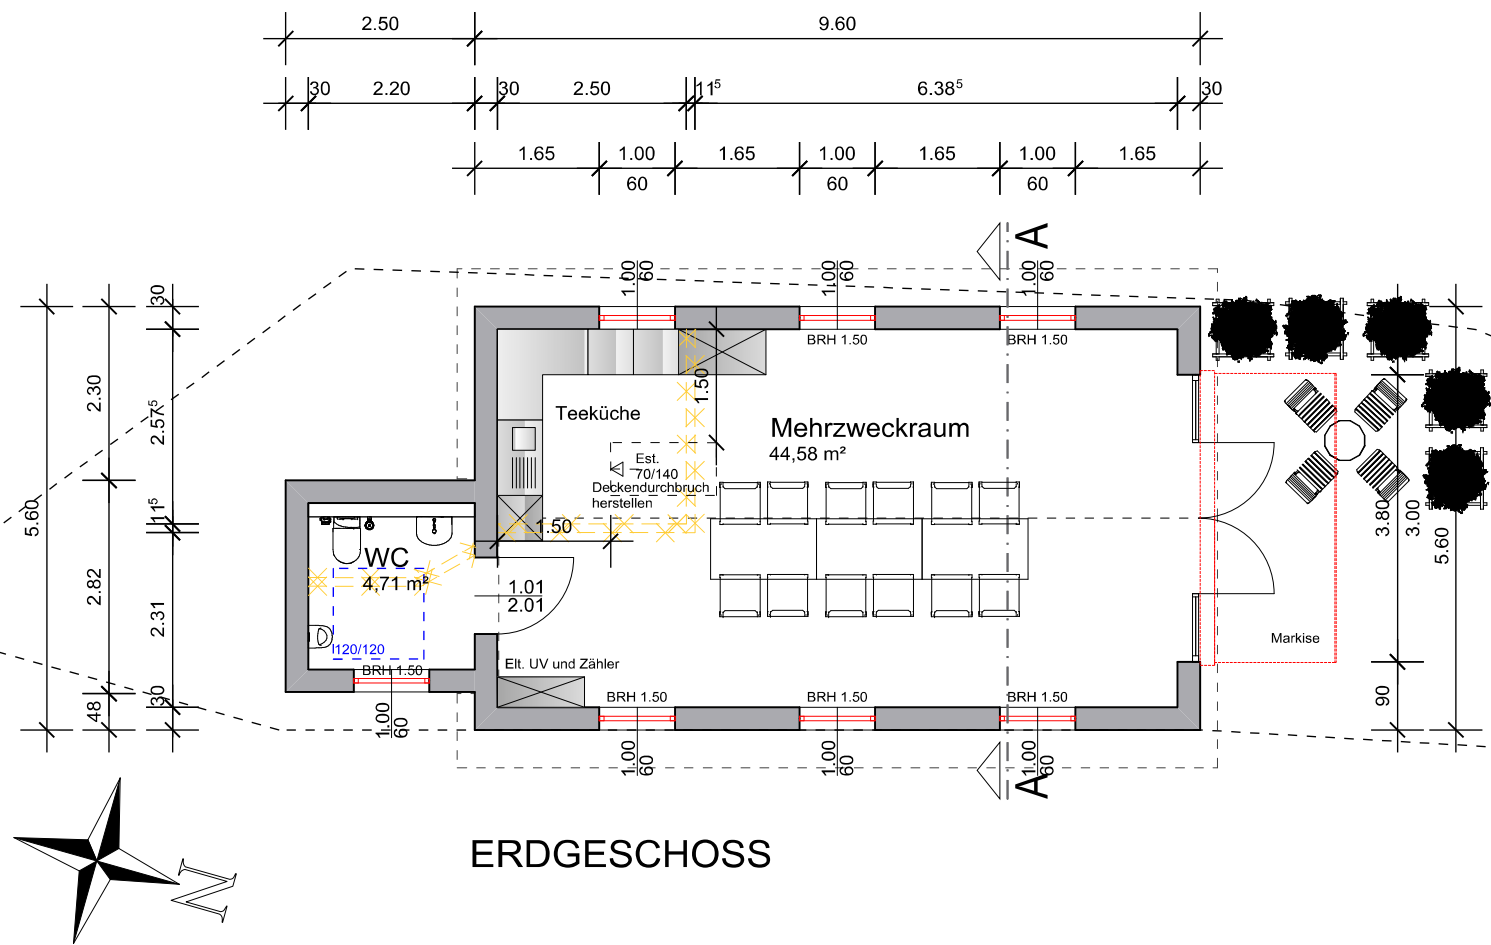 2.50
9.60
30
2.20
30
2.50
11⁵
6.38⁵
30
1.65
1.00
1.65
1.00
1.65
1.00
1.65
60
60
60
A
1.00
60
1.00
60
1.00
60
30
2.30
2.57⁵
5.60
11⁵
2.82
2.31
30
48
BRH 1.50
BRH 1.50
1.50
Teeküche
Mehrzweckraum
44,58 m²
Est.
70/140
Deckendurchbruch
herstellen
1.50
WC
4,71 m²
1.01
2.01
3.80
3.00
5.60
90
Markise
120/120
Elt. UV und Zähler
BRH 1.50
BRH 1.50
BRH 1.50
BRH 1.50
1.00
60
1.00
60
1.00
60
1.00
60
A
ERDGESCHOSS
N